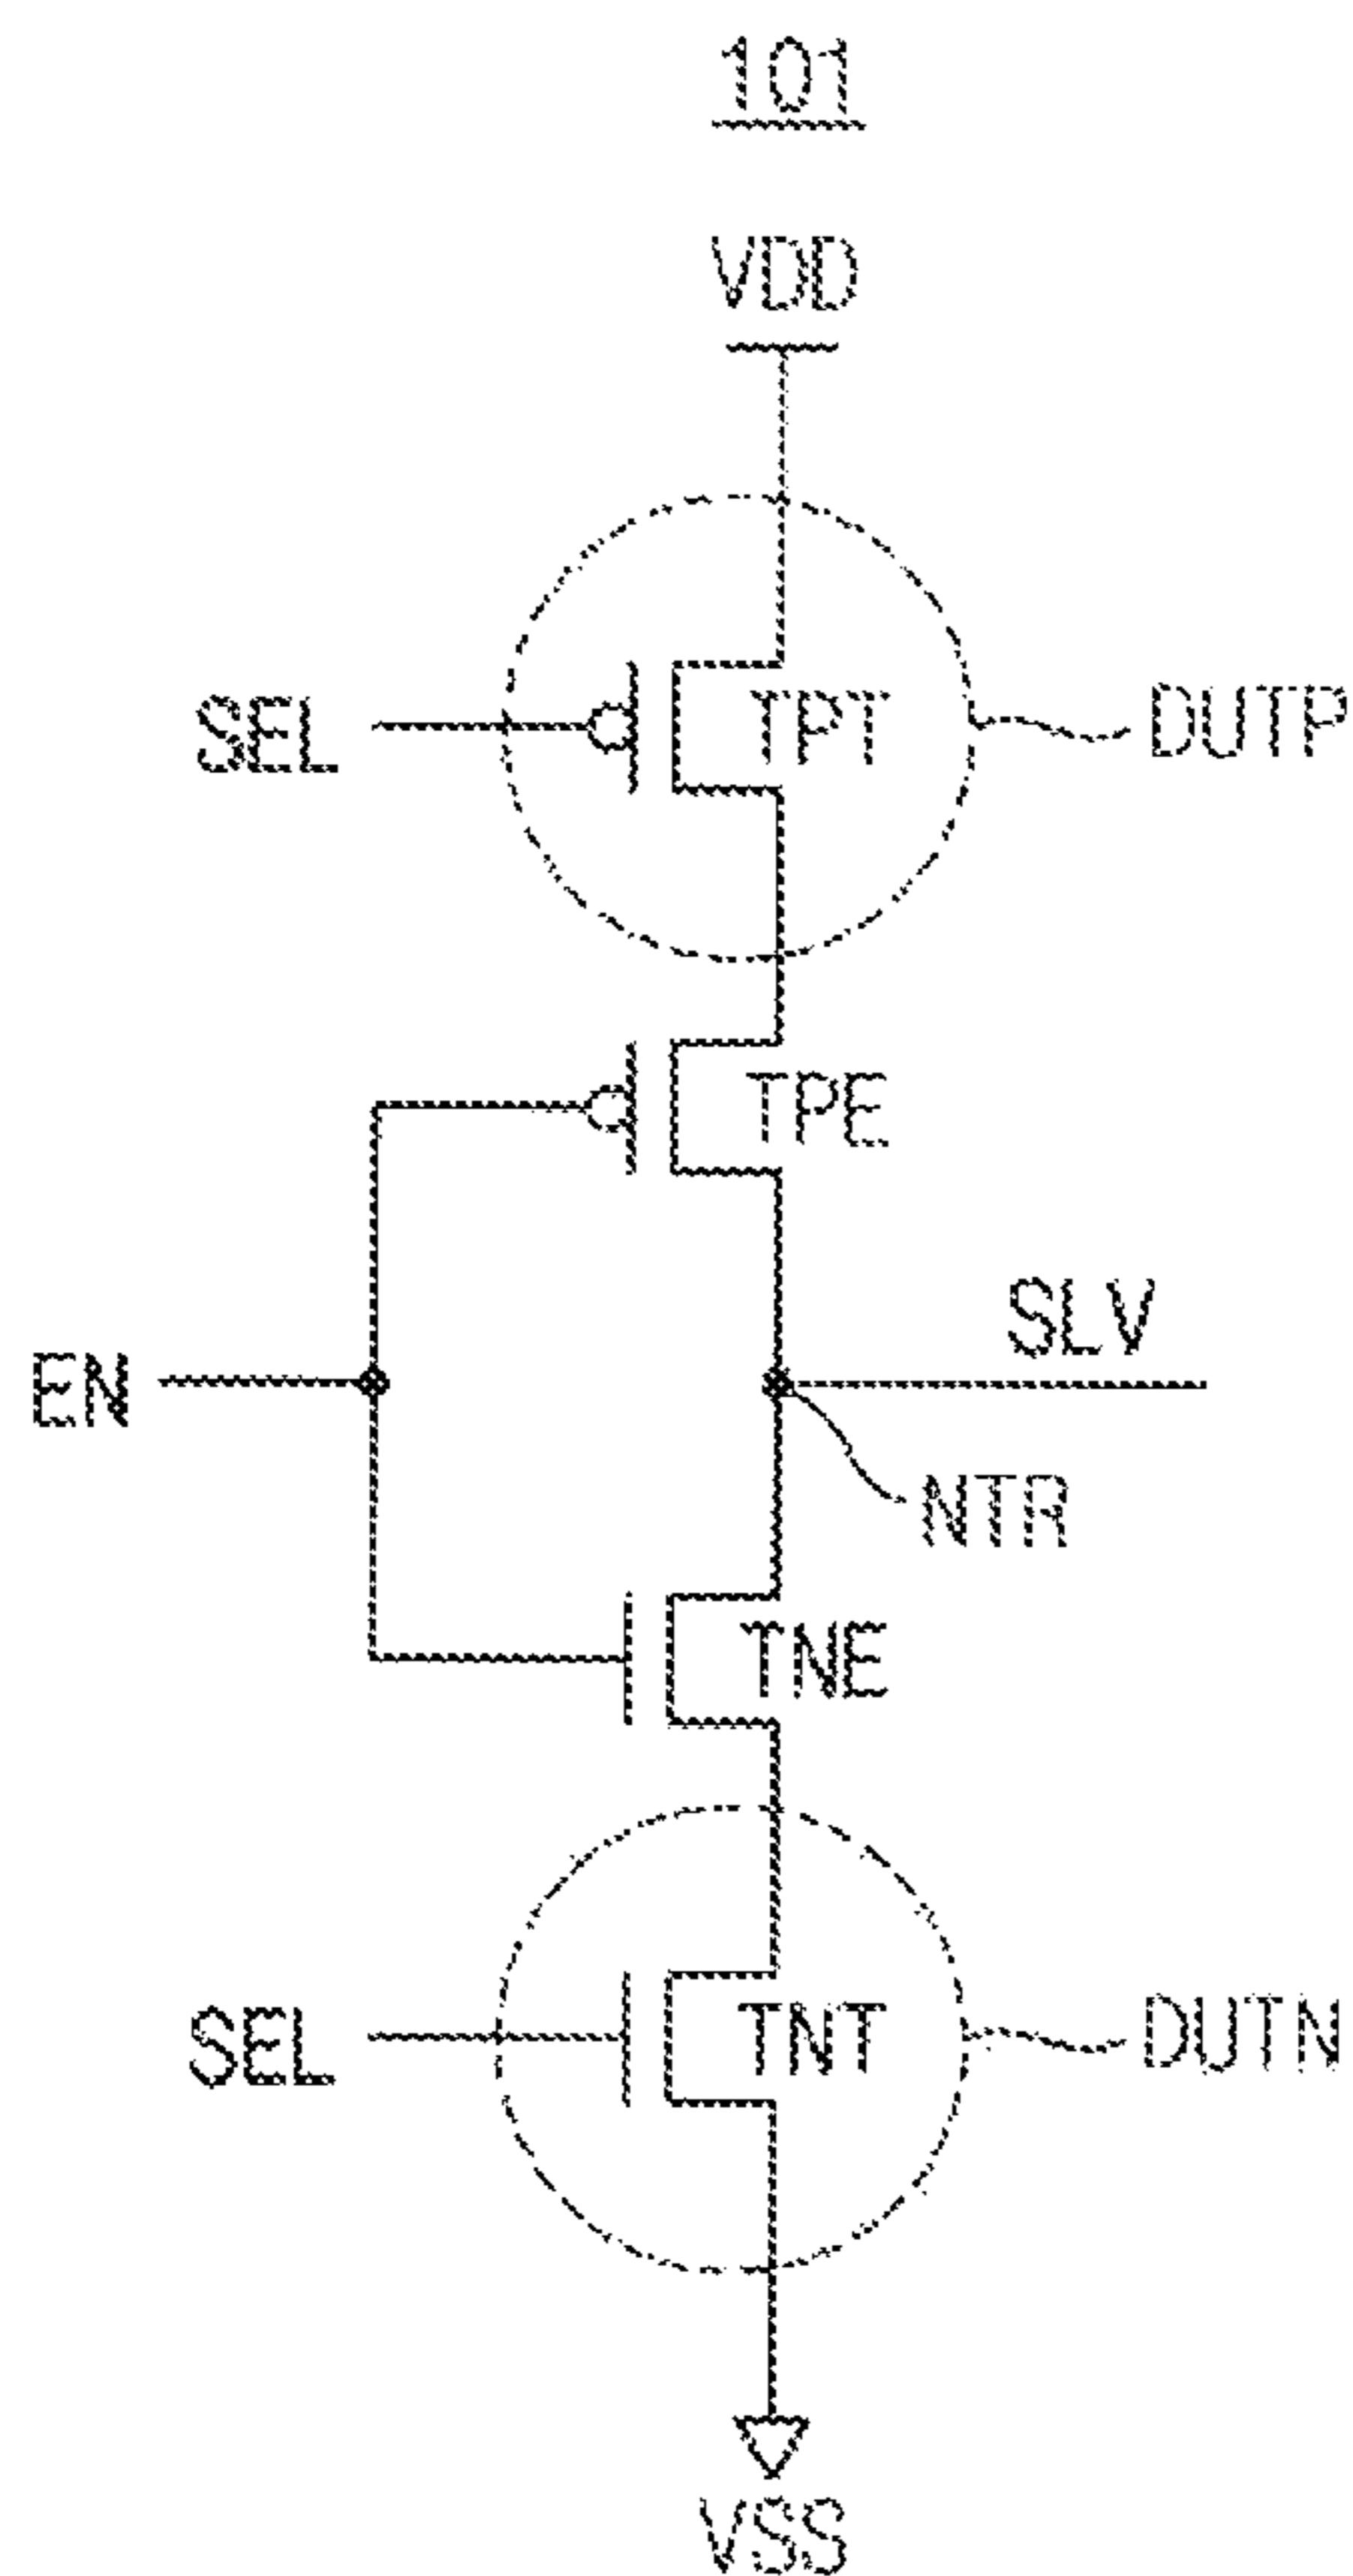 101
VDD
SEL
TPT
DUTP
TPE
SLV
EN
NTR
TNE
SEL
TNT
DUTN
VSS